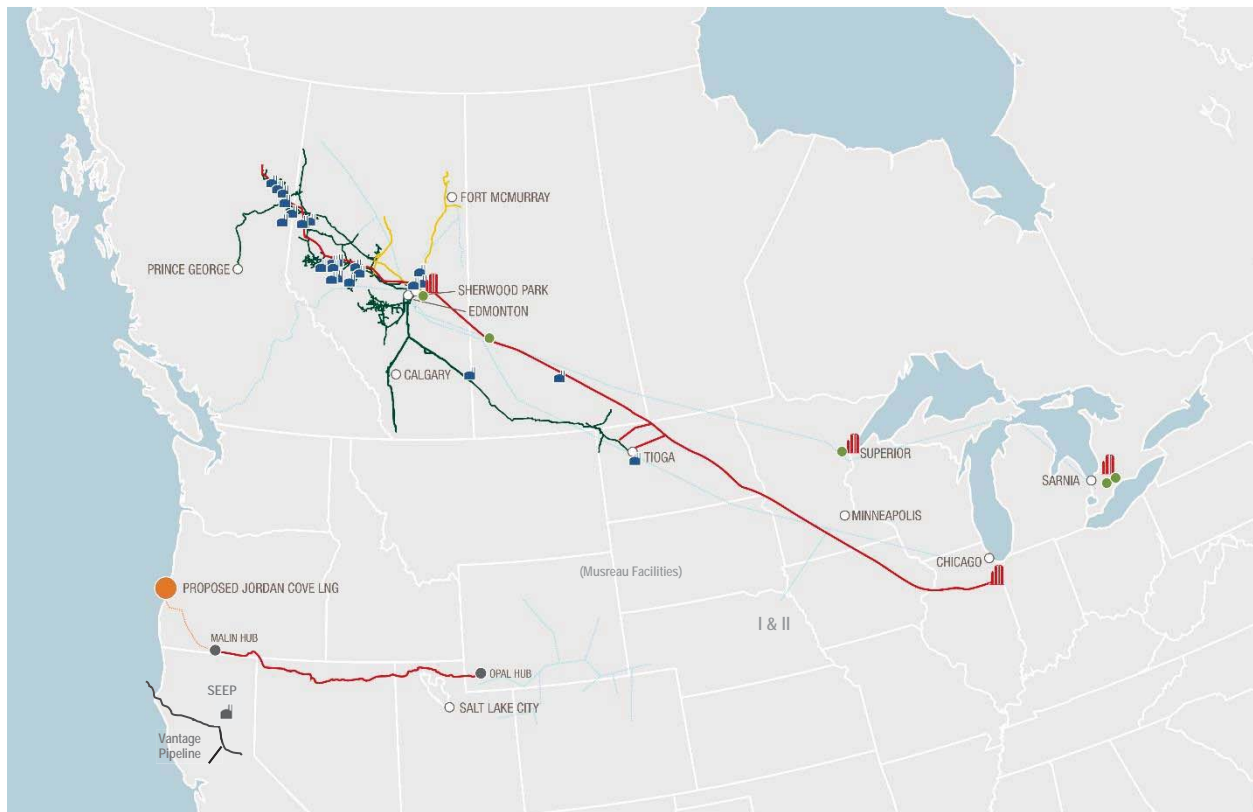 FORT MCMURRAY
PRINCE GEORGE
SHERWOOD PARK
EDMONTON
CALGARY
TIOGA
SUPERIOR
SARNIA
MINNEAPOLIS
CHICAGO
(Musreau Facilities)
PROPOSED JORDAN COVE LNG
I & II
MALIN HUB
OPAL HUB
SEEP
SALT LAKE CITY
Vantage
Pipeline